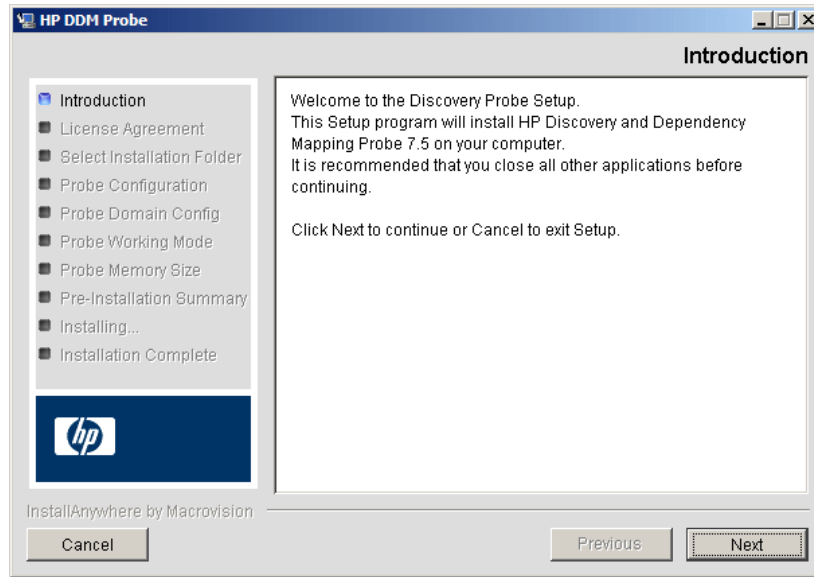 HP DDM Probe
Introduction
Introduction
License Agreement
Select Installation Folder
Probe Configuration
Probe Domain Config
Probe Working Mode
Probe Memory Size
Pre-Installation Summary
Installing...
Installation Complete
hp
Welcome to the Discovery Probe Setup.
This Setup program will install HP Discovery and Dependency
Mapping Probe 7.5 on your computer.
It is recommended that you close all other applications before
continuing.
Click Next to continue or Cancel to exit Setup.
InstallAnywhere by Macrovision
Cancel
Previous
Next